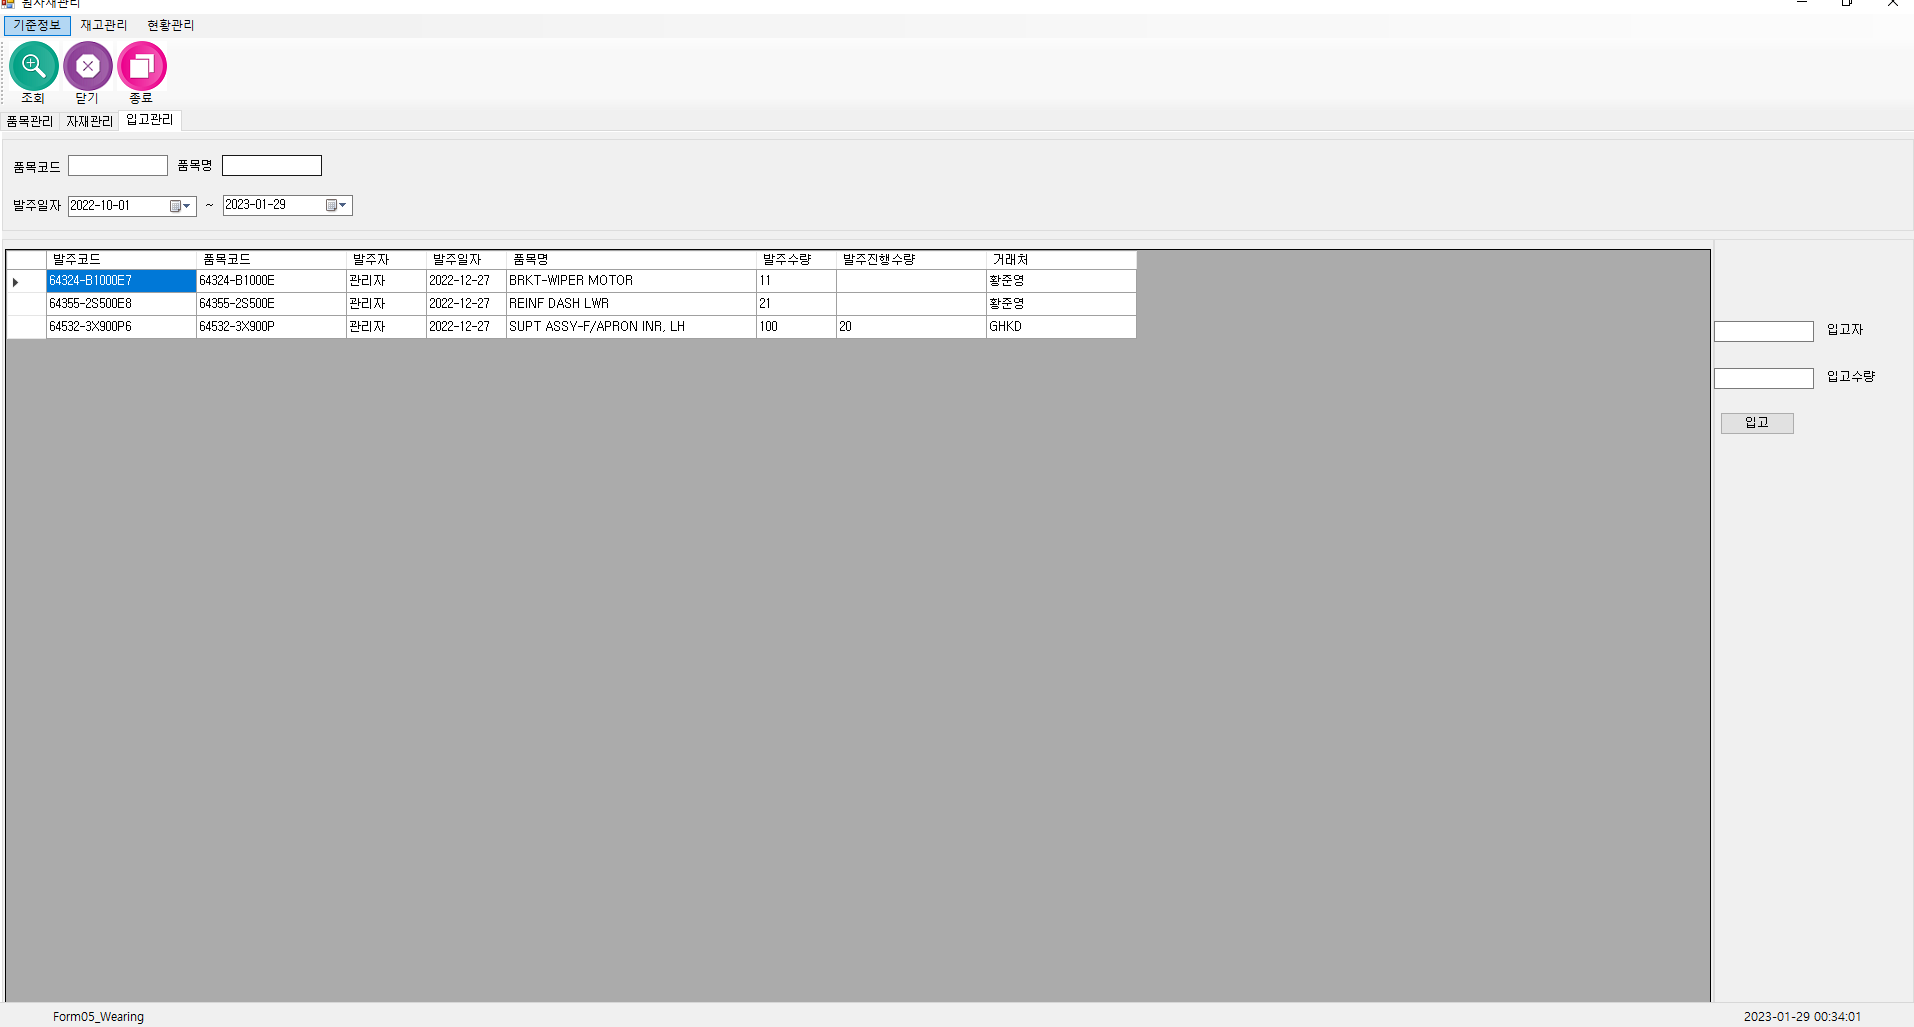 원자재관리
기준정보 재고관리 현황관리
조회 닫기 종료
품목관리 자재관리 입고관리
품목코드 품목명
발주일자 2022-10-01 ~ 2023-01-29
발주코드 품목코드 발주자 발주일자 품목명 발주수량 발주진행수량 거래처
64324-B1000E7 64324-B1000E 관리자 2022-12-27 BRKT-WIPER MOTOR 11 황준영
64355-2S500E8 64355-2S500E 관리자 2022-12-27 REINF DASH LWR 21 황준영
64532-3X900P6 64532-3X900P 관리자 2022-12-27 SUPT ASSY-F/APRON INR, LH 100 20 GHKD
입고자
입고수량
입고
Form05_Wearing 2023-01-29 00:34:01